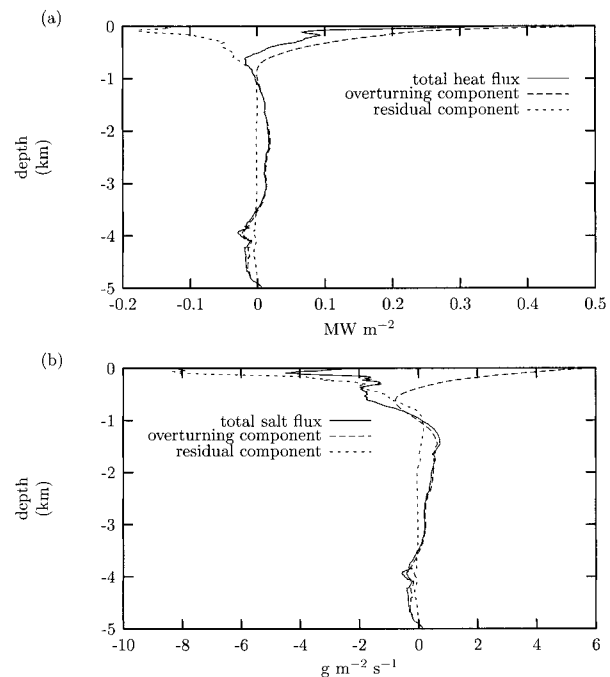 (a)
0
-1
-2
-3
-4
-5
depth
(km)
total heat flux
overturning component
residual component
-0.2 -0.1 0 0.1 0.2 0.3 0.4 0.5
MW m⁻²
(b)
0
-1
-2
-3
-4
-5
depth
(km)
total salt flux
overturning component
residual component
-10 -8 -6 -4 -2 0 2 4 6
g m⁻² s⁻¹